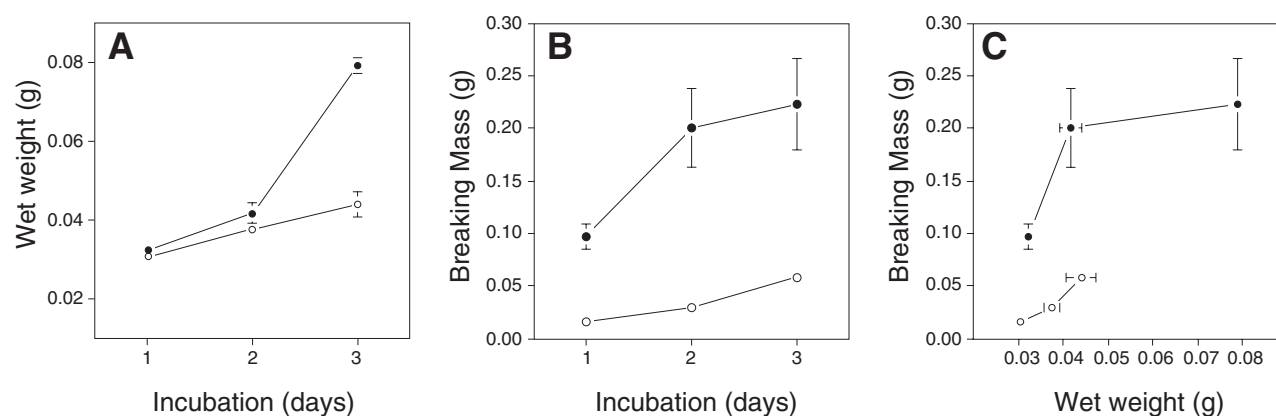 A
Wet weight (g)
0.08
0.06
0.04
0.02
1 2 3
Incubation (days)
B
Breaking Mass (g)
0.30
0.25
0.20
0.15
0.10
0.05
0.00
1 2 3
Incubation (days)
C
Breaking Mass (g)
0.30
0.25
0.20
0.15
0.10
0.05
0.00
0.03 0.04 0.05 0.06 0.07 0.08
Wet weight (g)